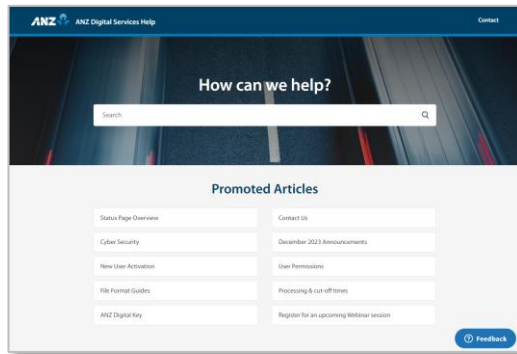 ANZ ANZ Digital Services Help
Contact
How can we help?
Search
Promoted Articles
Status Page Overview
Contact Us
Cyber Security
December 2023 Announcements
New User Activation
User Permissions
File Format Guides
Processing & cut-off times
ANZ Digital Key
Register for an upcoming Webinar session
Feedback